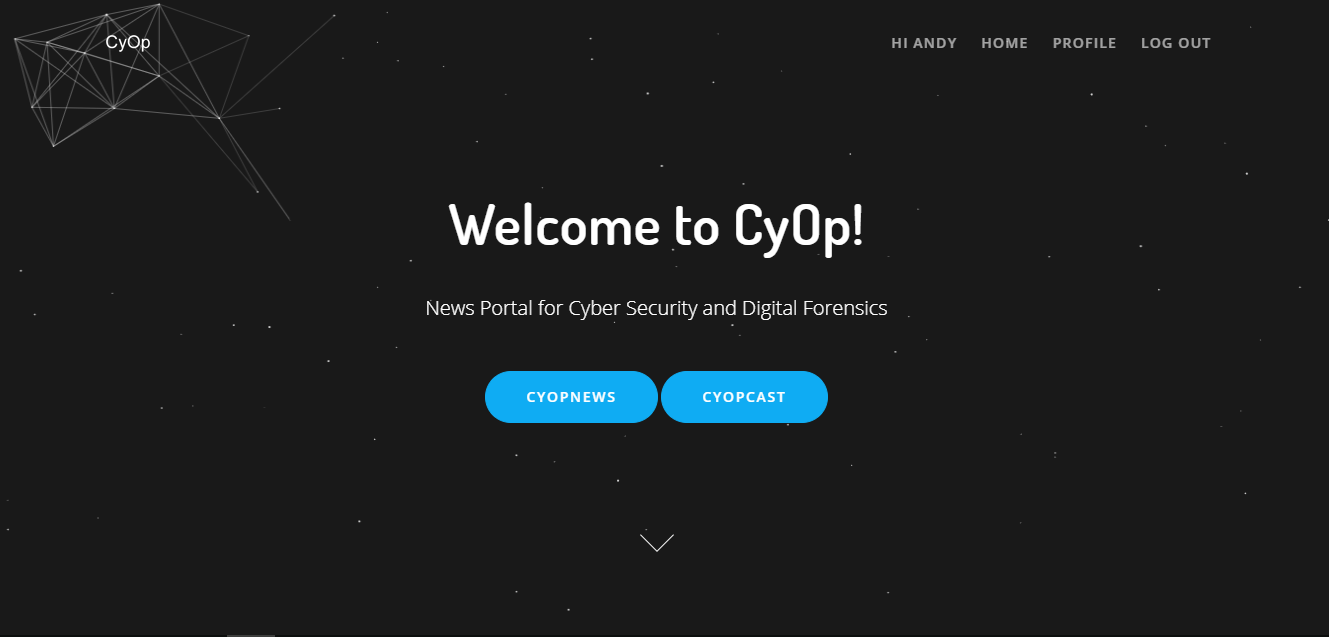 CyOp
HI ANDY HOME PROFILE LOG OUT
Welcome to CyOp!
News Portal for Cyber Security and Digital Forensics
CYOPNEWS CYOPCAST